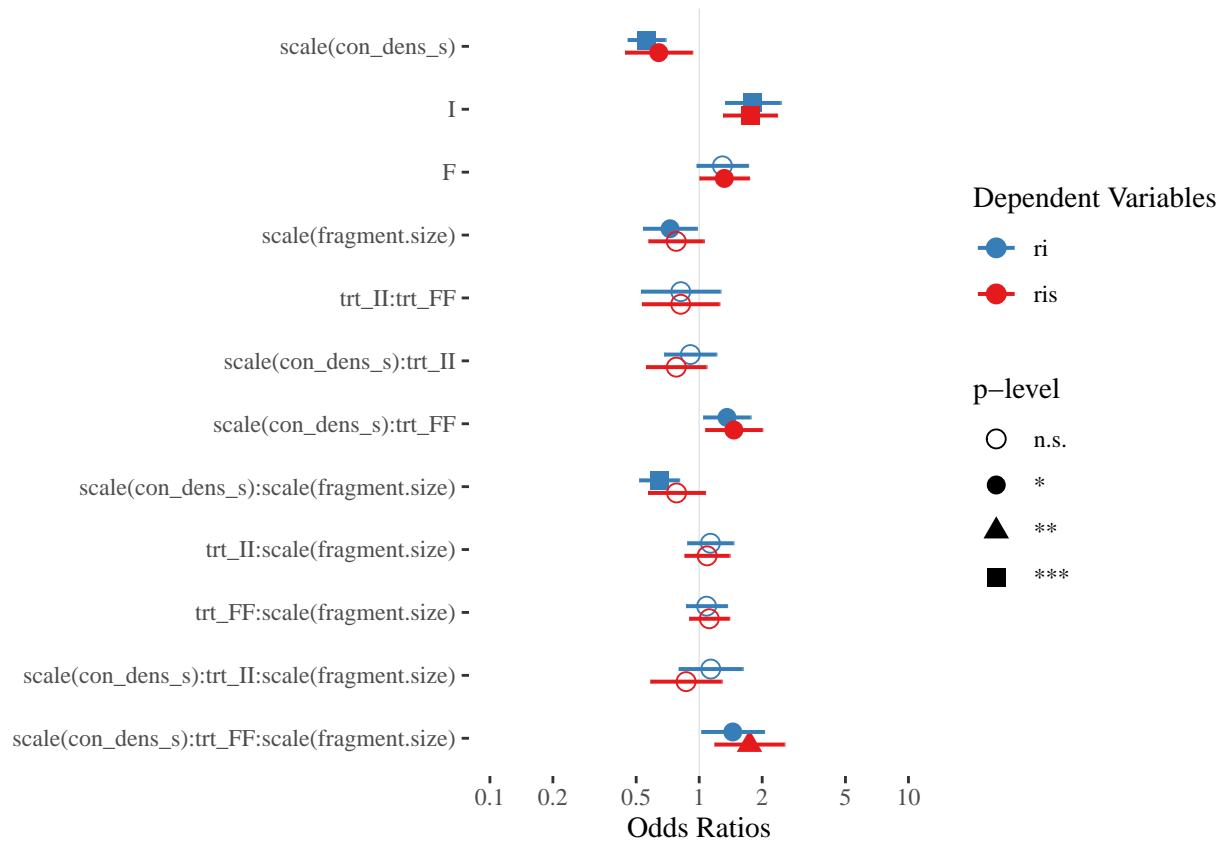 scale(con_dens_s)
I
F
scale(fragment.size)
trt_II:trt_FF
scale(con_dens_s):trt_II
scale(con_dens_s):trt_FF
scale(con_dens_s):scale(fragment.size)
trt_II:scale(fragment.size)
trt_FF:scale(fragment.size)
scale(con_dens_s):trt_II:scale(fragment.size)
scale(con_dens_s):trt_FF:scale(fragment.size)
0.1 0.2 0.5 1 2 5 10
Odds Ratios
Dependent Variables
ri
ris
p−level
n.s.
*
**
***